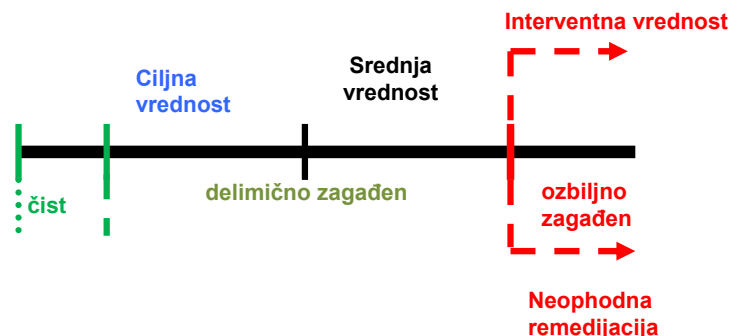 Interventna vrednost
Srednja
vrednost
Ciljna
vrednost
čist
delimično zagađen
ozbiljno
zagađen
Neophodna
remedijacija